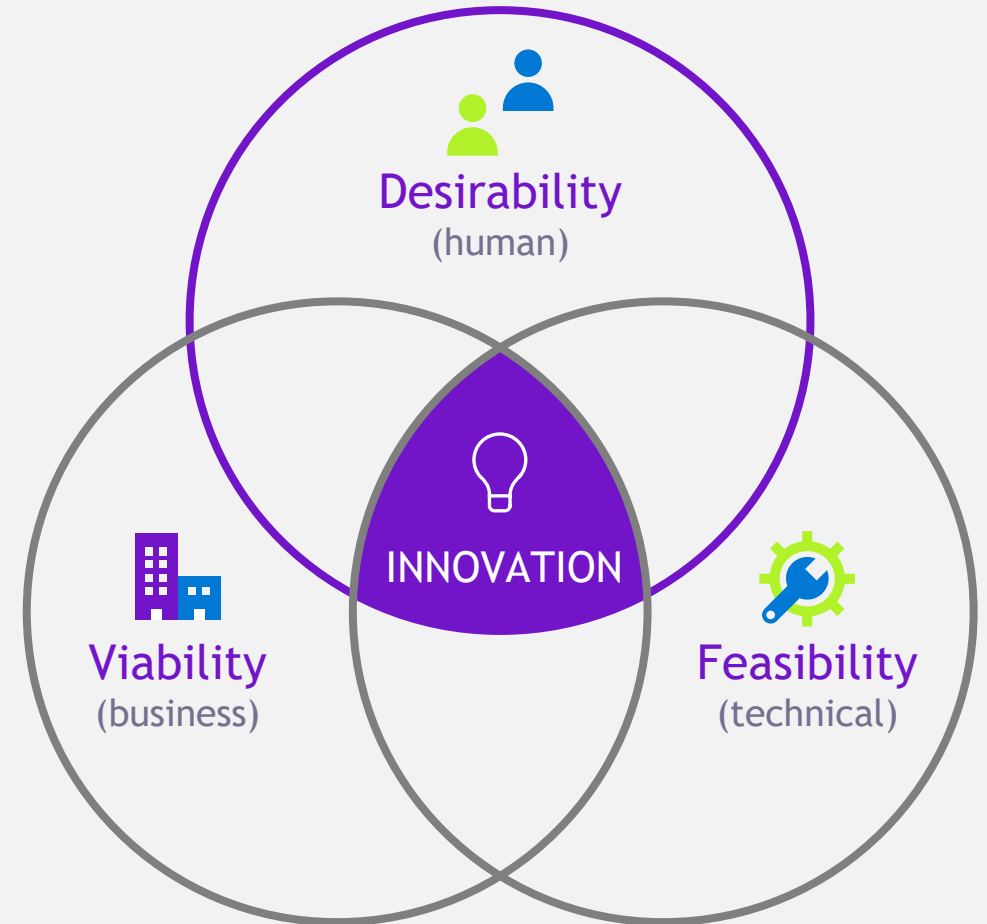 Desirability
(human)
INNOVATION
Viability
(business)
Feasibility
(technical)